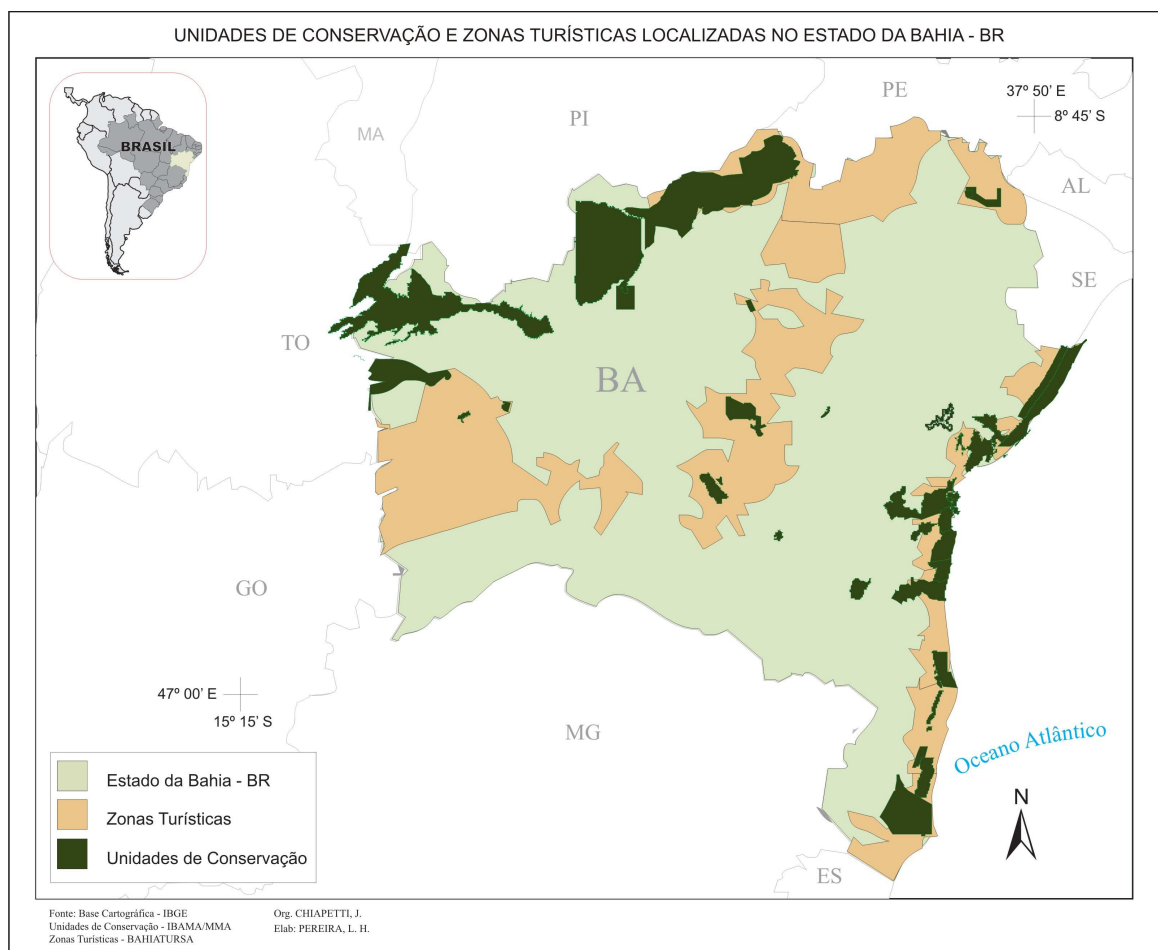 UNIDADES DE CONSERVAÇÃO E ZONAS TURÍSTICAS LOCALIZADAS NO ESTADO DA BAHIA - BR
BRASIL
MA
PI
PE
37º 50’ E
8º 45’ S
AL
SE
TO
BA
GO
47º 00’ E
15º 15’ S
MG
Oceano Atlântico
N
ES
Estado da Bahia - BR
Zonas Turísticas
Unidades de Conservação
Fonte: Base Cartográfica - IBGE
Unidades de Conservação - IBAMA/MMA
Zonas Turísticas - BAHIATURSA
Org. CHIAPETTI, J.
Elab: PEREIRA, L. H.